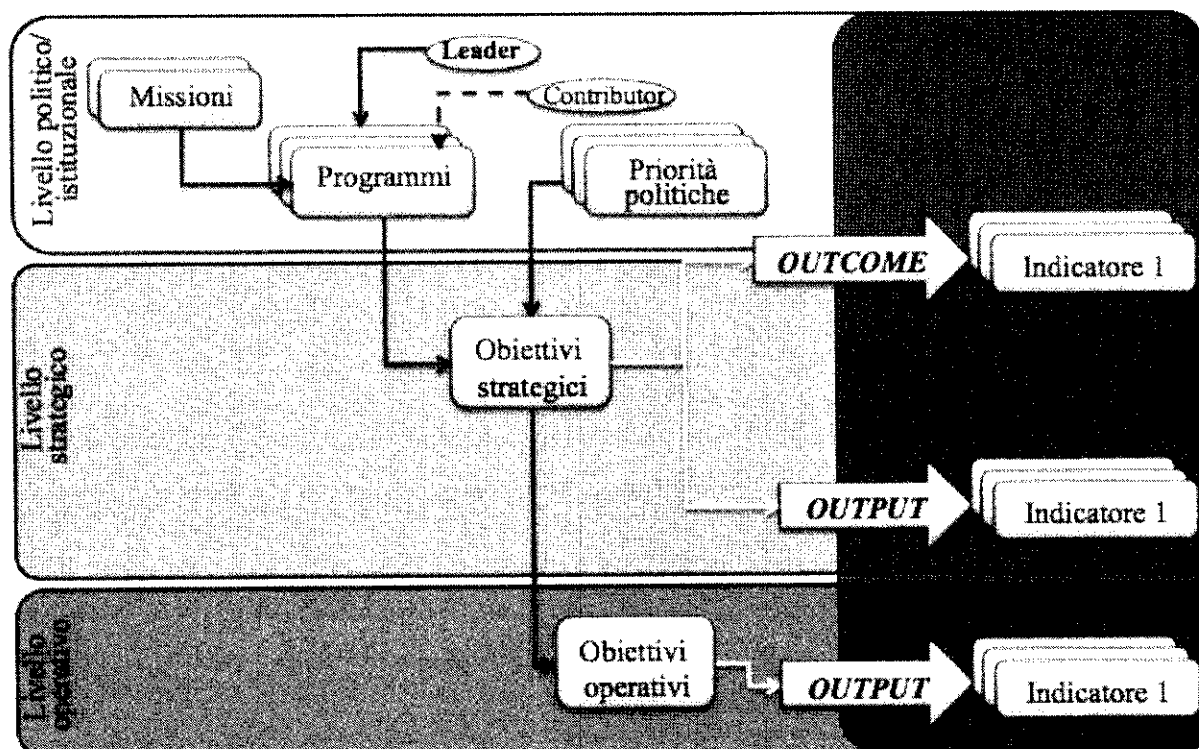 Livello politico/
istituzionale
Leader
Missioni
Contributor
Programmi
Priorità
politiche
OUTCOME
Indicatore 1
Livello
strategico
Obiettivi
strategici
OUTPUT
Indicatore 1
Livello
operativo
Obiettivi
operativi
OUTPUT
Indicatore 1